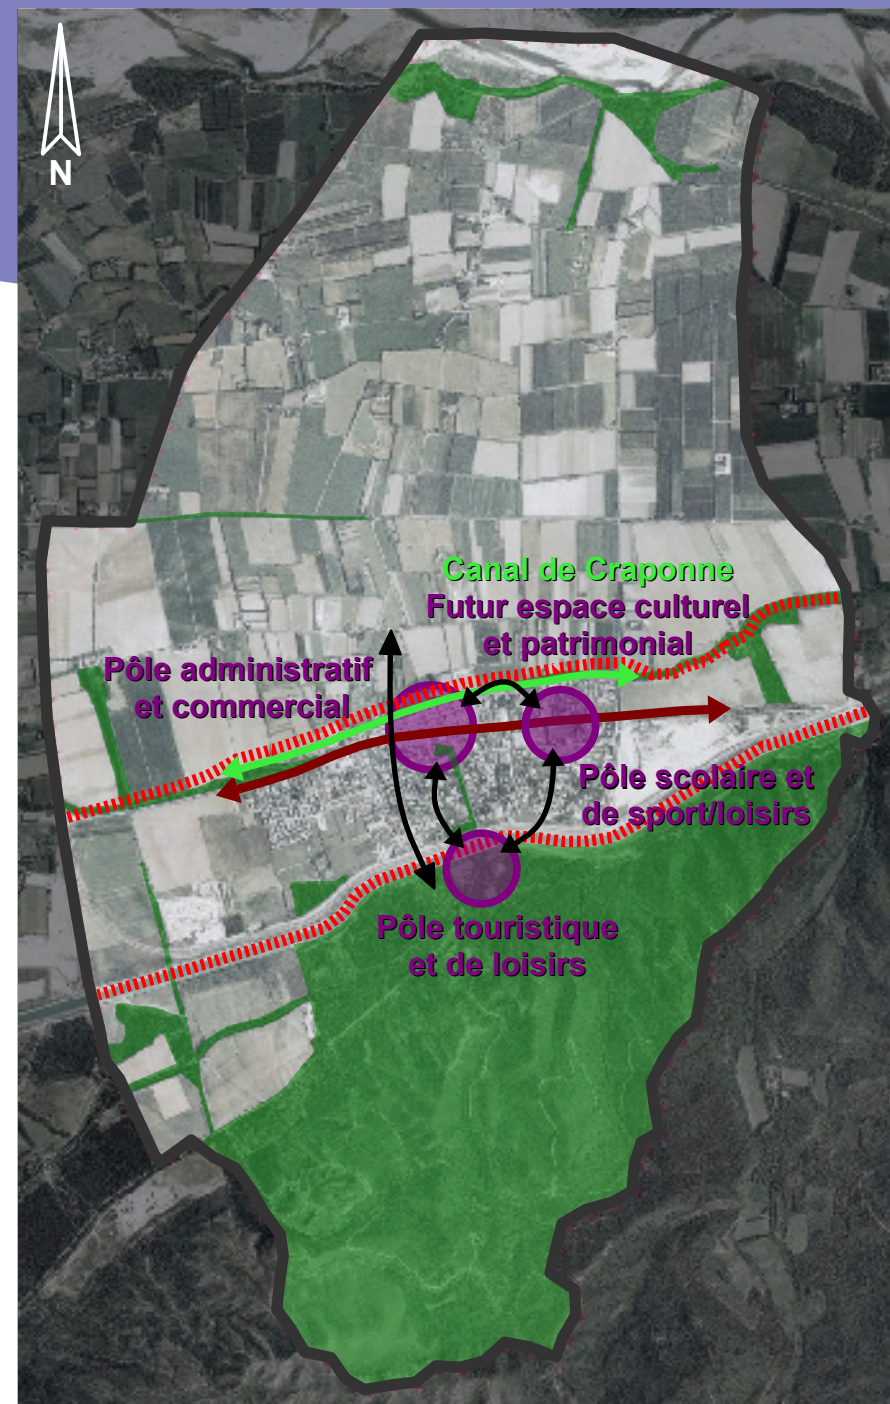 N
Canal de Craponne
Futur espace culturel
et patrimonial
Pôle administratif
et commercial
Pôle scolaire et
de sport/loisirs
Pôle touristique
et de loisirs